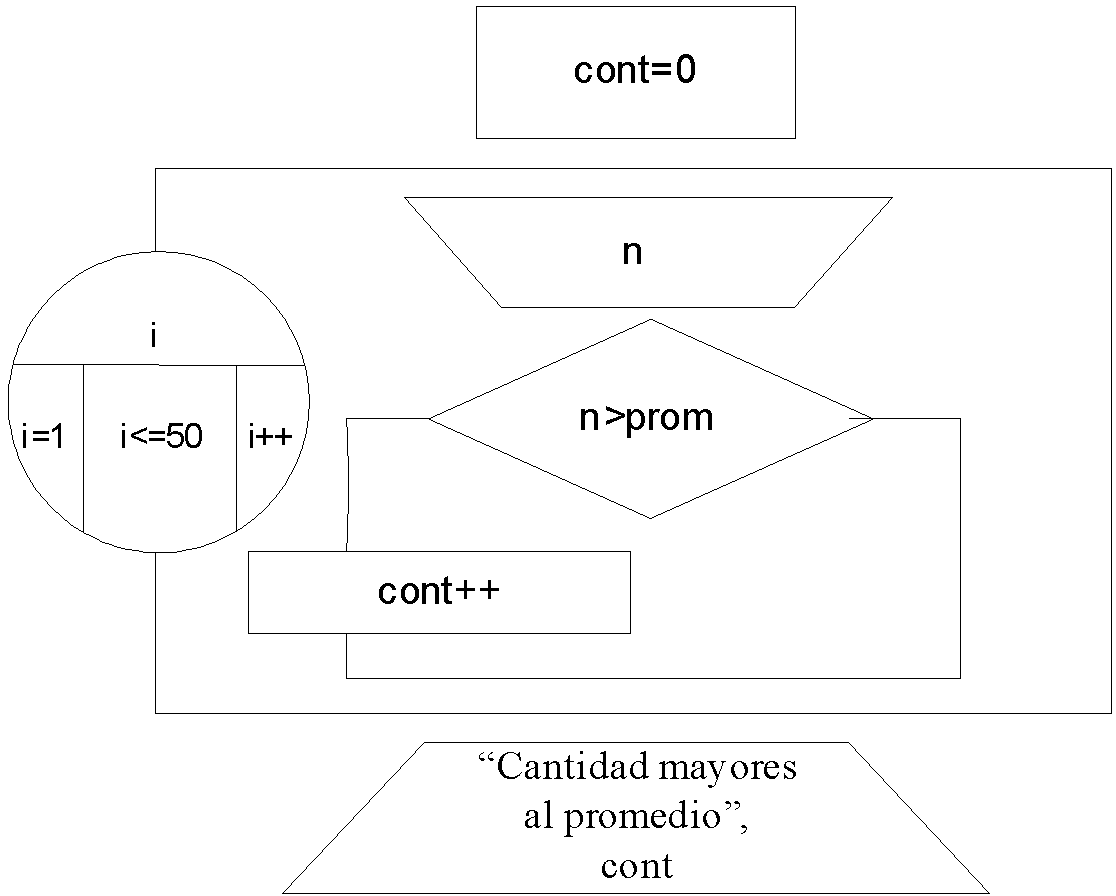 cont=0
n
i
i=1
i<=50
i++
n>prom
cont++
“Cantidad mayores
al promedio”,
cont